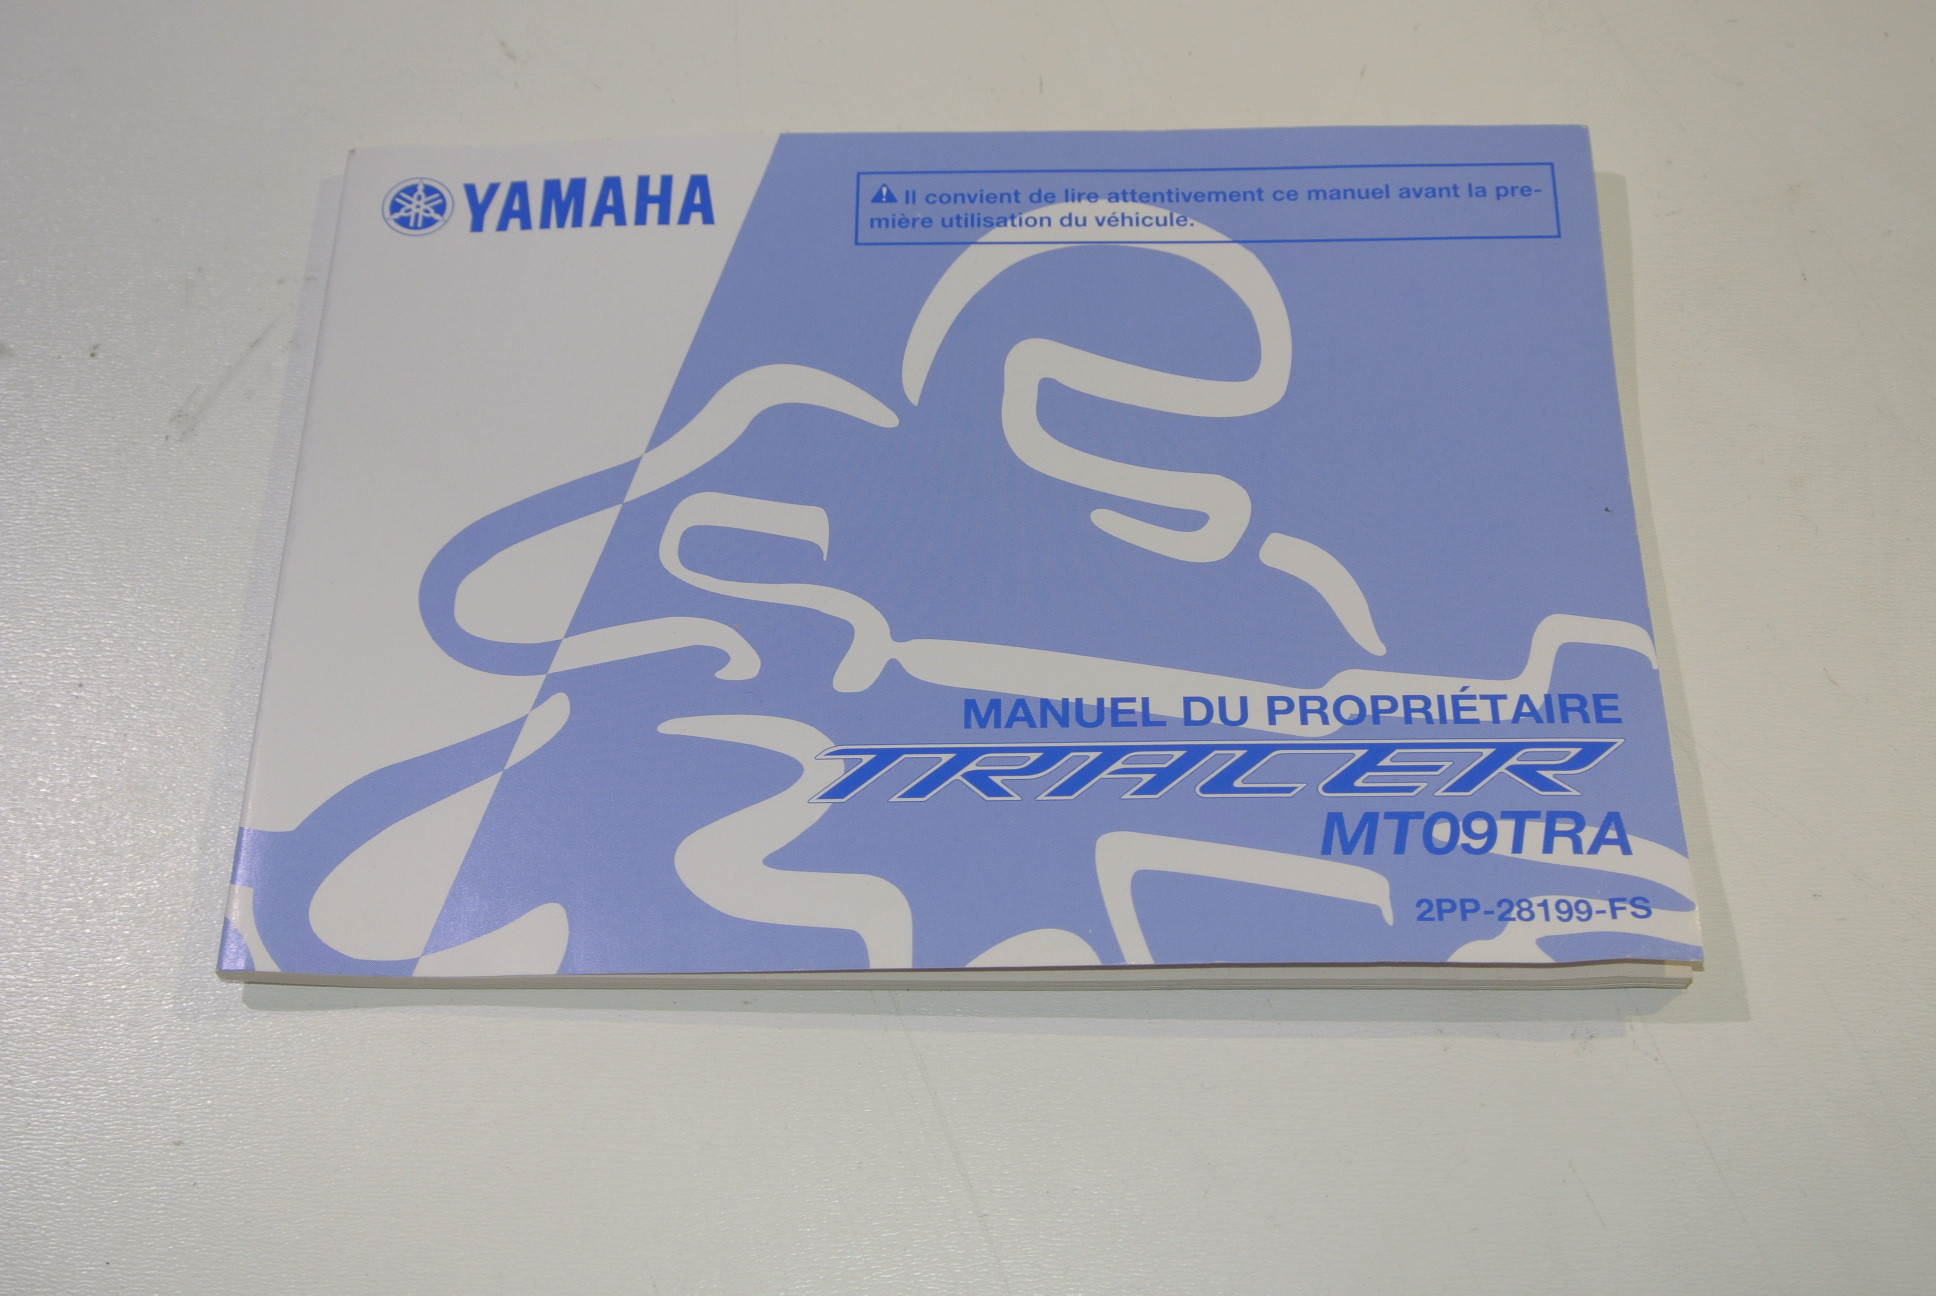 YAMAHA
Il convient de lire attentivement ce manuel avant la pre-
mière utilisation du véhicule.
MANUEL DU PROPRIÉTAIRE
TRACER
MT09TRA
2PP-28199-FS